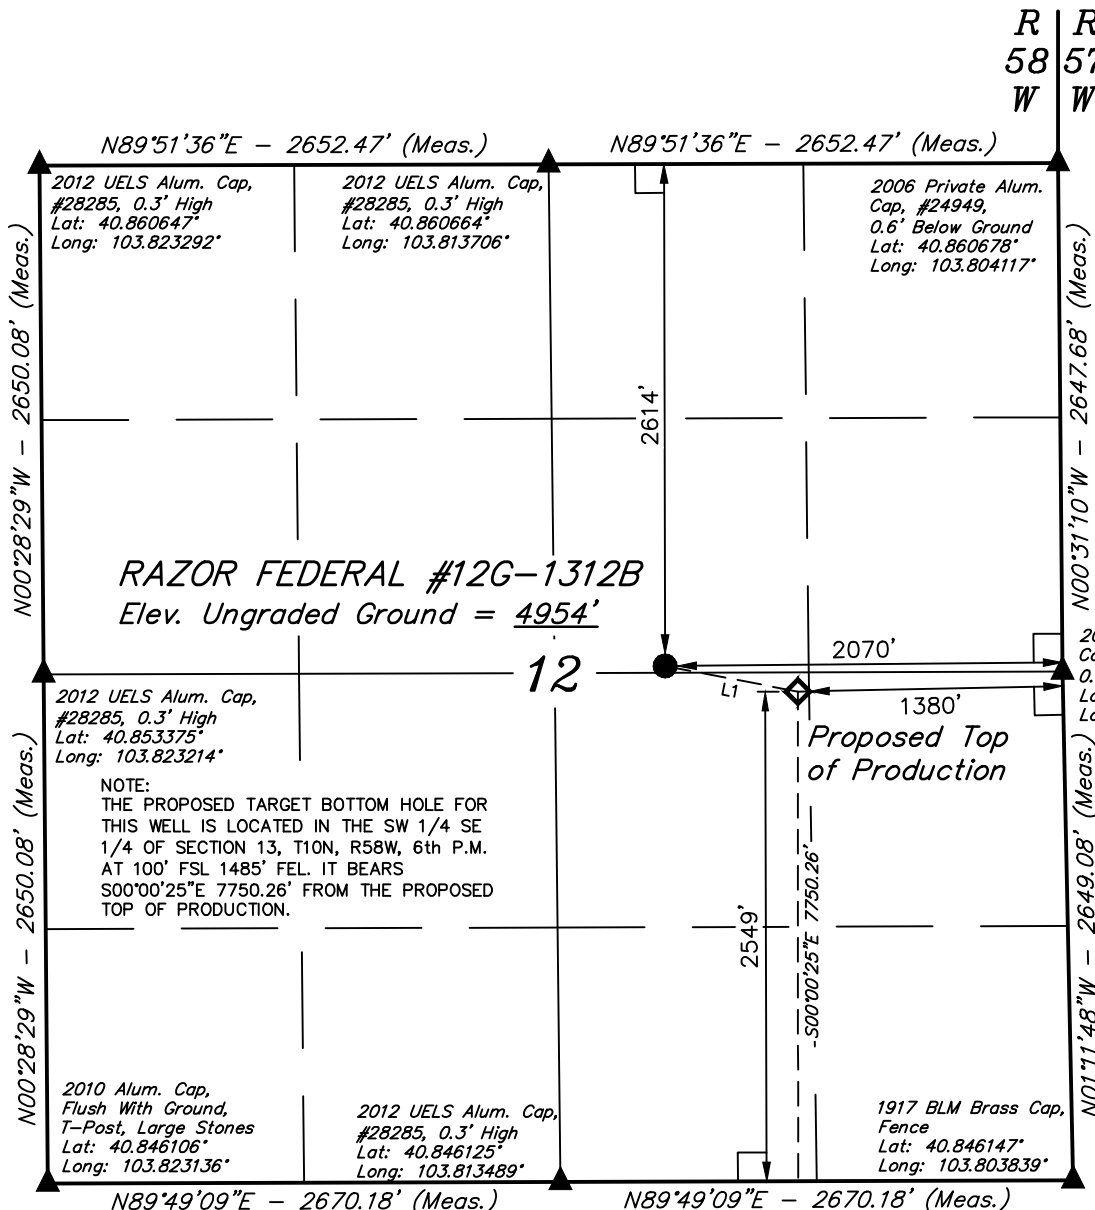 R R
58 57
W W
N89°51'36"E - 2652.47' (Meas.)
N89°51'36"E - 2652.47' (Meas.)
2012 UELS Alum. Cap,
#28285, 0.3' High
Lat: 40.860647°
Long: 103.823292°
2012 UELS Alum. Cap,
#28285, 0.3' High
Lat: 40.860664°
Long: 103.813706°
2006 Private Alum.
Cap, #24949,
0.6' Below Ground
Lat: 40.860678°
Long: 103.804117°
N00°28'29"W - 2650.08' (Meas.)
N00°31'10"W - 2647.68' (Meas.)
2614'
RAZOR FEDERAL #12G-1312B
Elev. Ungraded Ground = 4954'
12
2070'
L1
1380'
Proposed Top
of Production
2012 UELS Alum. Cap,
#28285, 0.3' High
Lat: 40.853375°
Long: 103.823214°
NOTE:
THE PROPOSED TARGET BOTTOM HOLE FOR
THIS WELL IS LOCATED IN THE SW 1/4 SE
1/4 OF SECTION 13, T10N, R58W, 6th P.M.
AT 100' FSL 1485' FEL. IT BEARS
S00°00'25"E 7750.26' FROM THE PROPOSED
TOP OF PRODUCTION.
N00°28'29"W - 2650.08' (Meas.)
2549'
S00°00'25"E 7750.26'
N01°11'48"W - 2649.08' (Meas.)
2010 Alum. Cap,
Flush With Ground,
T-Post, Large Stones
Lat: 40.846106°
Long: 103.823136°
2012 UELS Alum. Cap,
#28285, 0.3' High
Lat: 40.846125°
Long: 103.813489°
1917 BLM Brass Cap,
Fence
Lat: 40.846147°
Long: 103.803839°
N89°49'09"E - 2670.18' (Meas.)
N89°49'09"E - 2670.18' (Meas.)